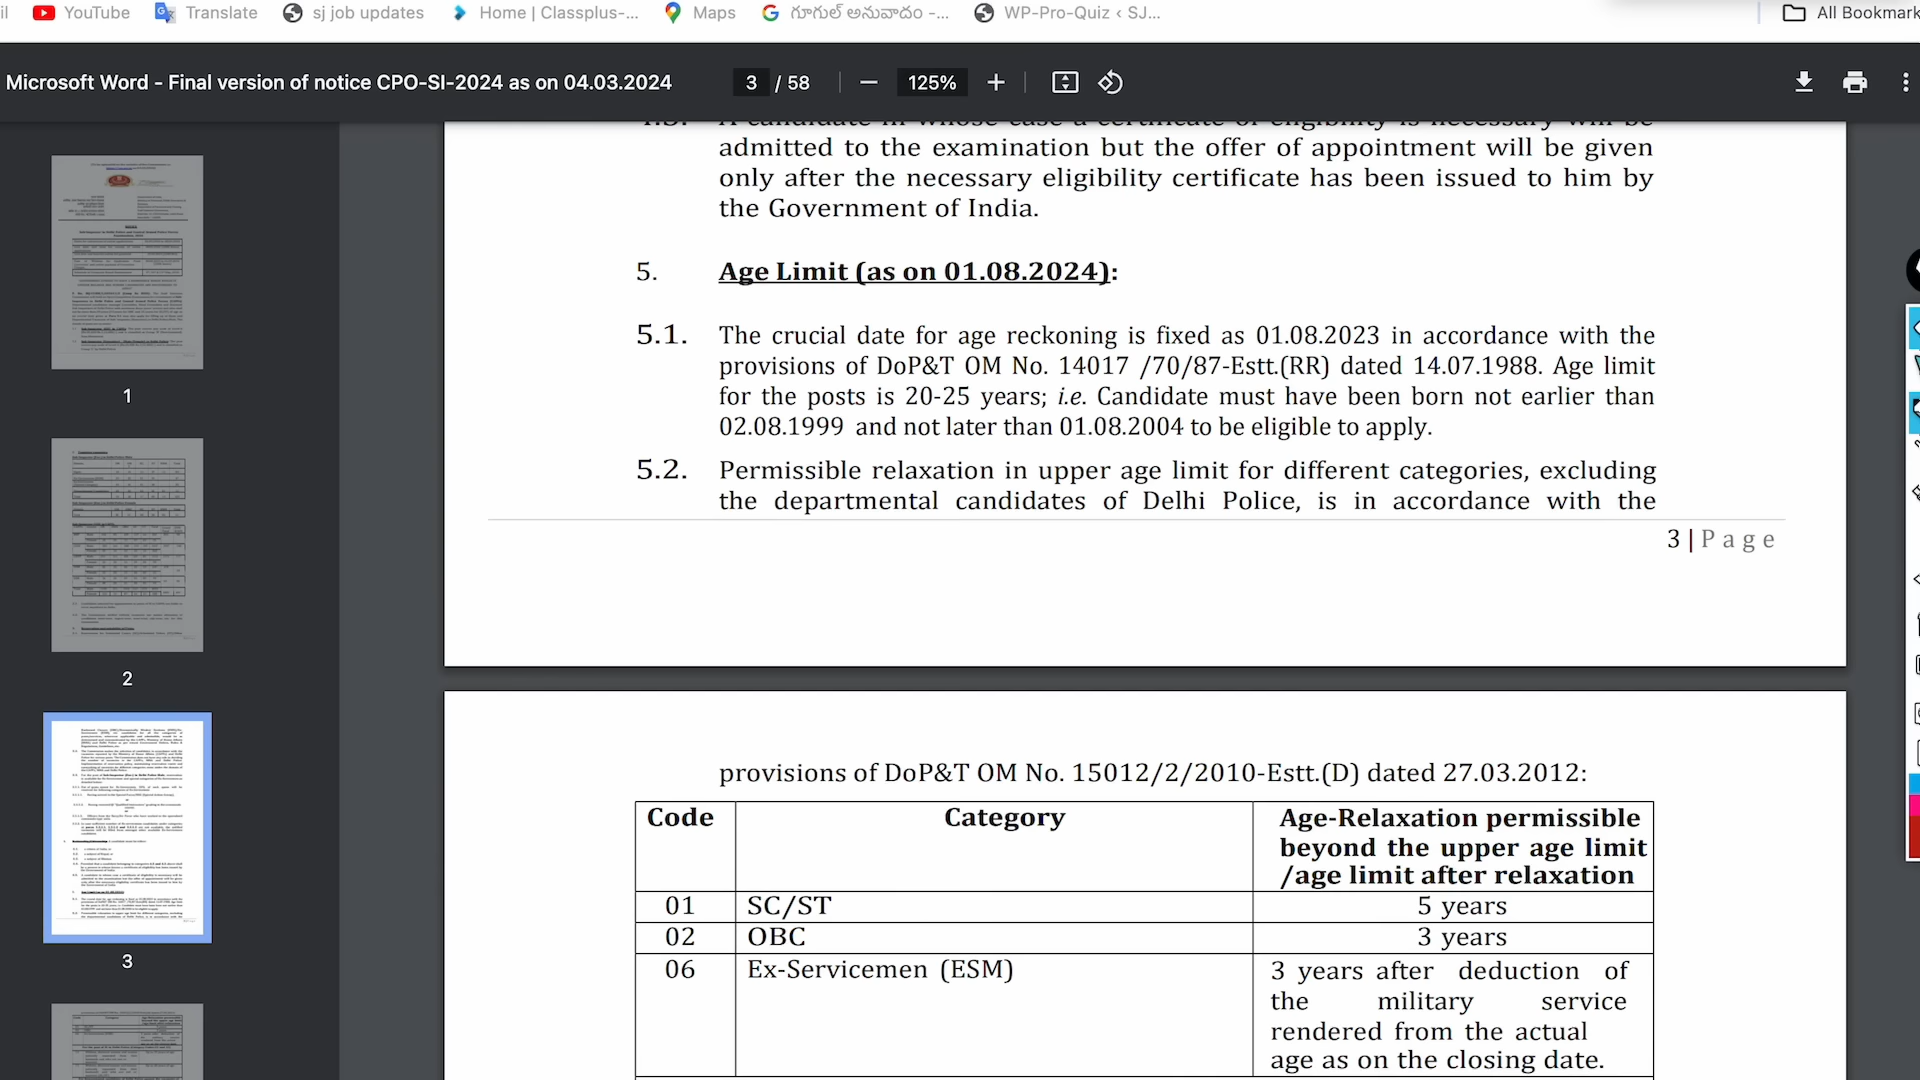 YouTube Translate sj job updates Home | Classplus-... Maps గూగుల్ అనువాదం -... WP-Pro-Quiz ‹ SJ... All Bookmark
Microsoft Word - Final version of notice CPO-SI-2024 as on 04.03.2024 3 / 58 125%
admitted to the examination but the offer of appointment will be given
only after the necessary eligibility certificate has been issued to him by
the Government of India.
5. Age Limit (as on 01.08.2024):
5.1. The crucial date for age reckoning is fixed as 01.08.2023 in accordance with the
provisions of DoP&T OM No. 14017 /70/87-Estt.(RR) dated 14.07.1988. Age limit
for the posts is 20-25 years; i.e. Candidate must have been born not earlier than
02.08.1999 and not later than 01.08.2004 to be eligible to apply.
5.2. Permissible relaxation in upper age limit for different categories, excluding
the departmental candidates of Delhi Police, is in accordance with the
3 | P a g e
provisions of DoP&T OM No. 15012/2/2010-Estt.(D) dated 27.03.2012:
Code Category Age-Relaxation permissible
beyond the upper age limit
/age limit after relaxation
01 SC/ST 5 years
02 OBC 3 years
06 Ex-Servicemen (ESM) 3 years after deduction of
the military service
rendered from the actual
age as on the closing date.
1
2
3